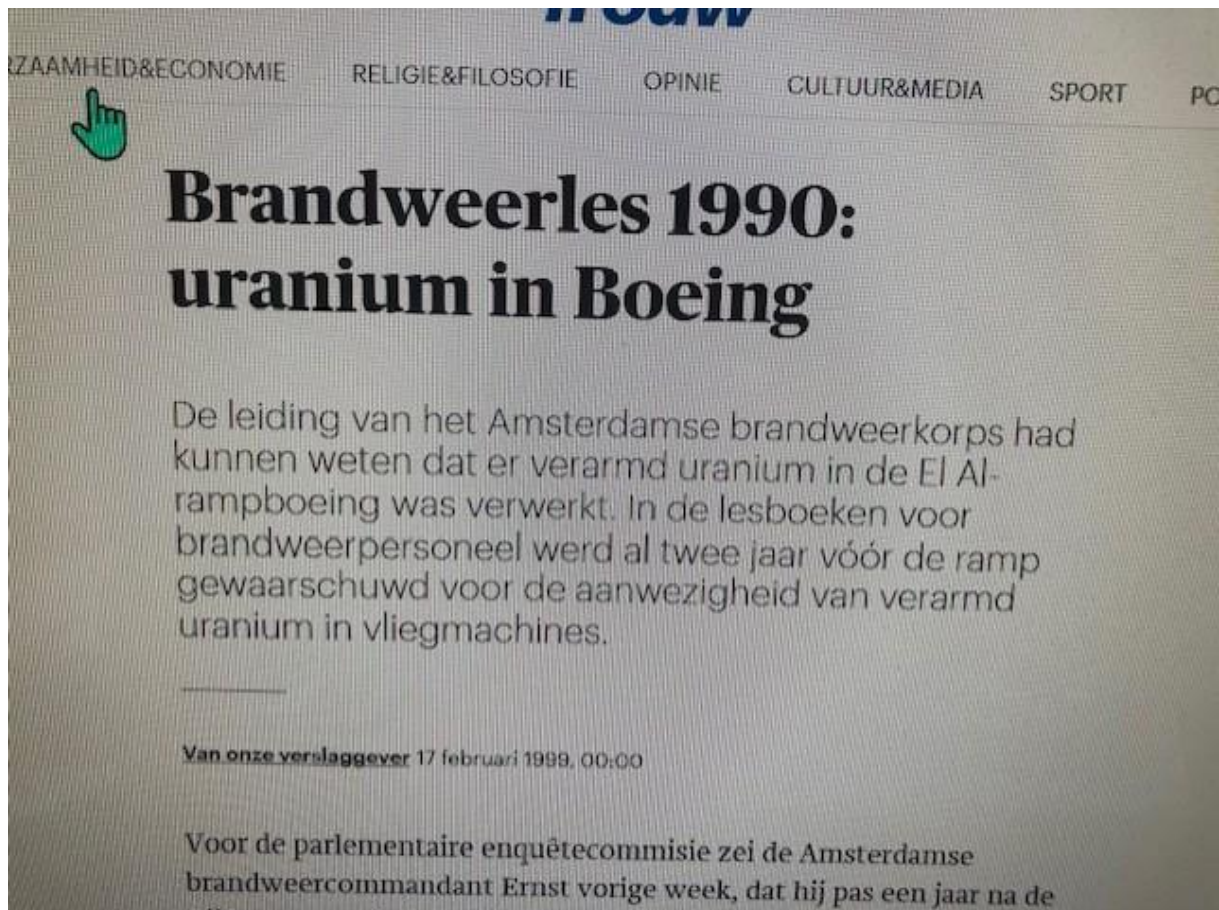 Trouw
RZAAMHEID&ECONOMIE RELIGIE&FILOSOFIE OPINIE CULTUUR&MEDIA SPORT PO
Brandweerles 1990:
uranium in Boeing
De leiding van het Amsterdamse brandweerkorps had
kunnen weten dat er verarmd uranium in de El Al-
rampboeing was verwerkt. In de lesboeken voor
brandweerpersoneel werd al twee jaar vóór de ramp
gewaarschuwd voor de aanwezigheid van verarmd
uranium in vliegmachines.
Van onze verslaggever 17 februari 1999, 00:00
Voor de parlementaire enquêtecommisie zei de Amsterdamse
brandweercommandant Ernst vorige week, dat hij pas een jaar na de